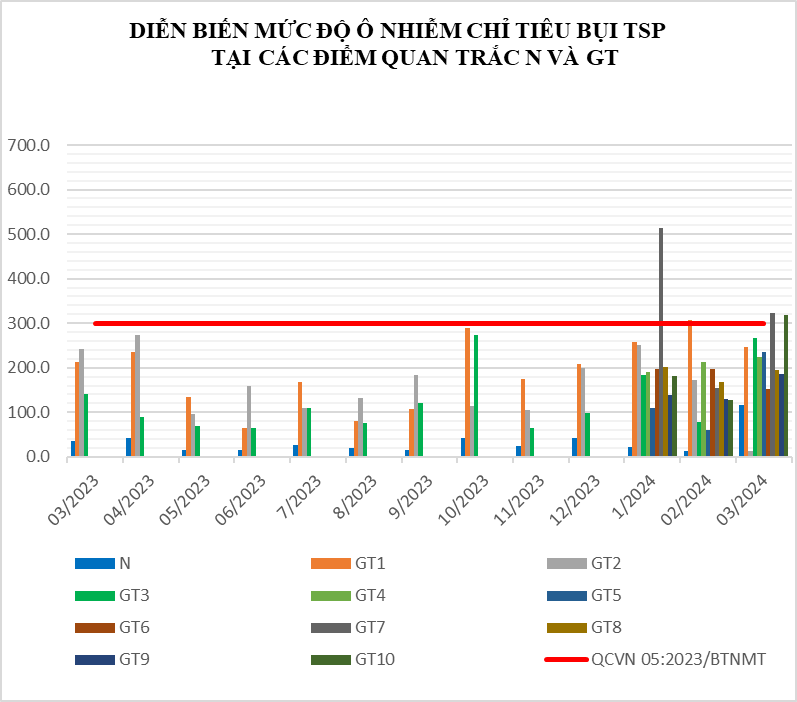 DIỄN BIẾN MỨC ĐỘ Ô NHIỄM CHỈ TIÊU BỤI TSP
TẠI CÁC ĐIỂM QUAN TRẮC N VÀ GT
700.0
600.0
500.0
400.0
300.0
200.0
100.0
0.0
03/2023
04/2023
05/2023
06/2023
7/2023
8/2023
9/2023
10/2023
11/2023
12/2023
1/2024
02/2024
03/2024
N
GT1
GT2
GT3
GT4
GT5
GT6
GT7
GT8
GT9
GT10
QCVN 05:2023/BTNMT